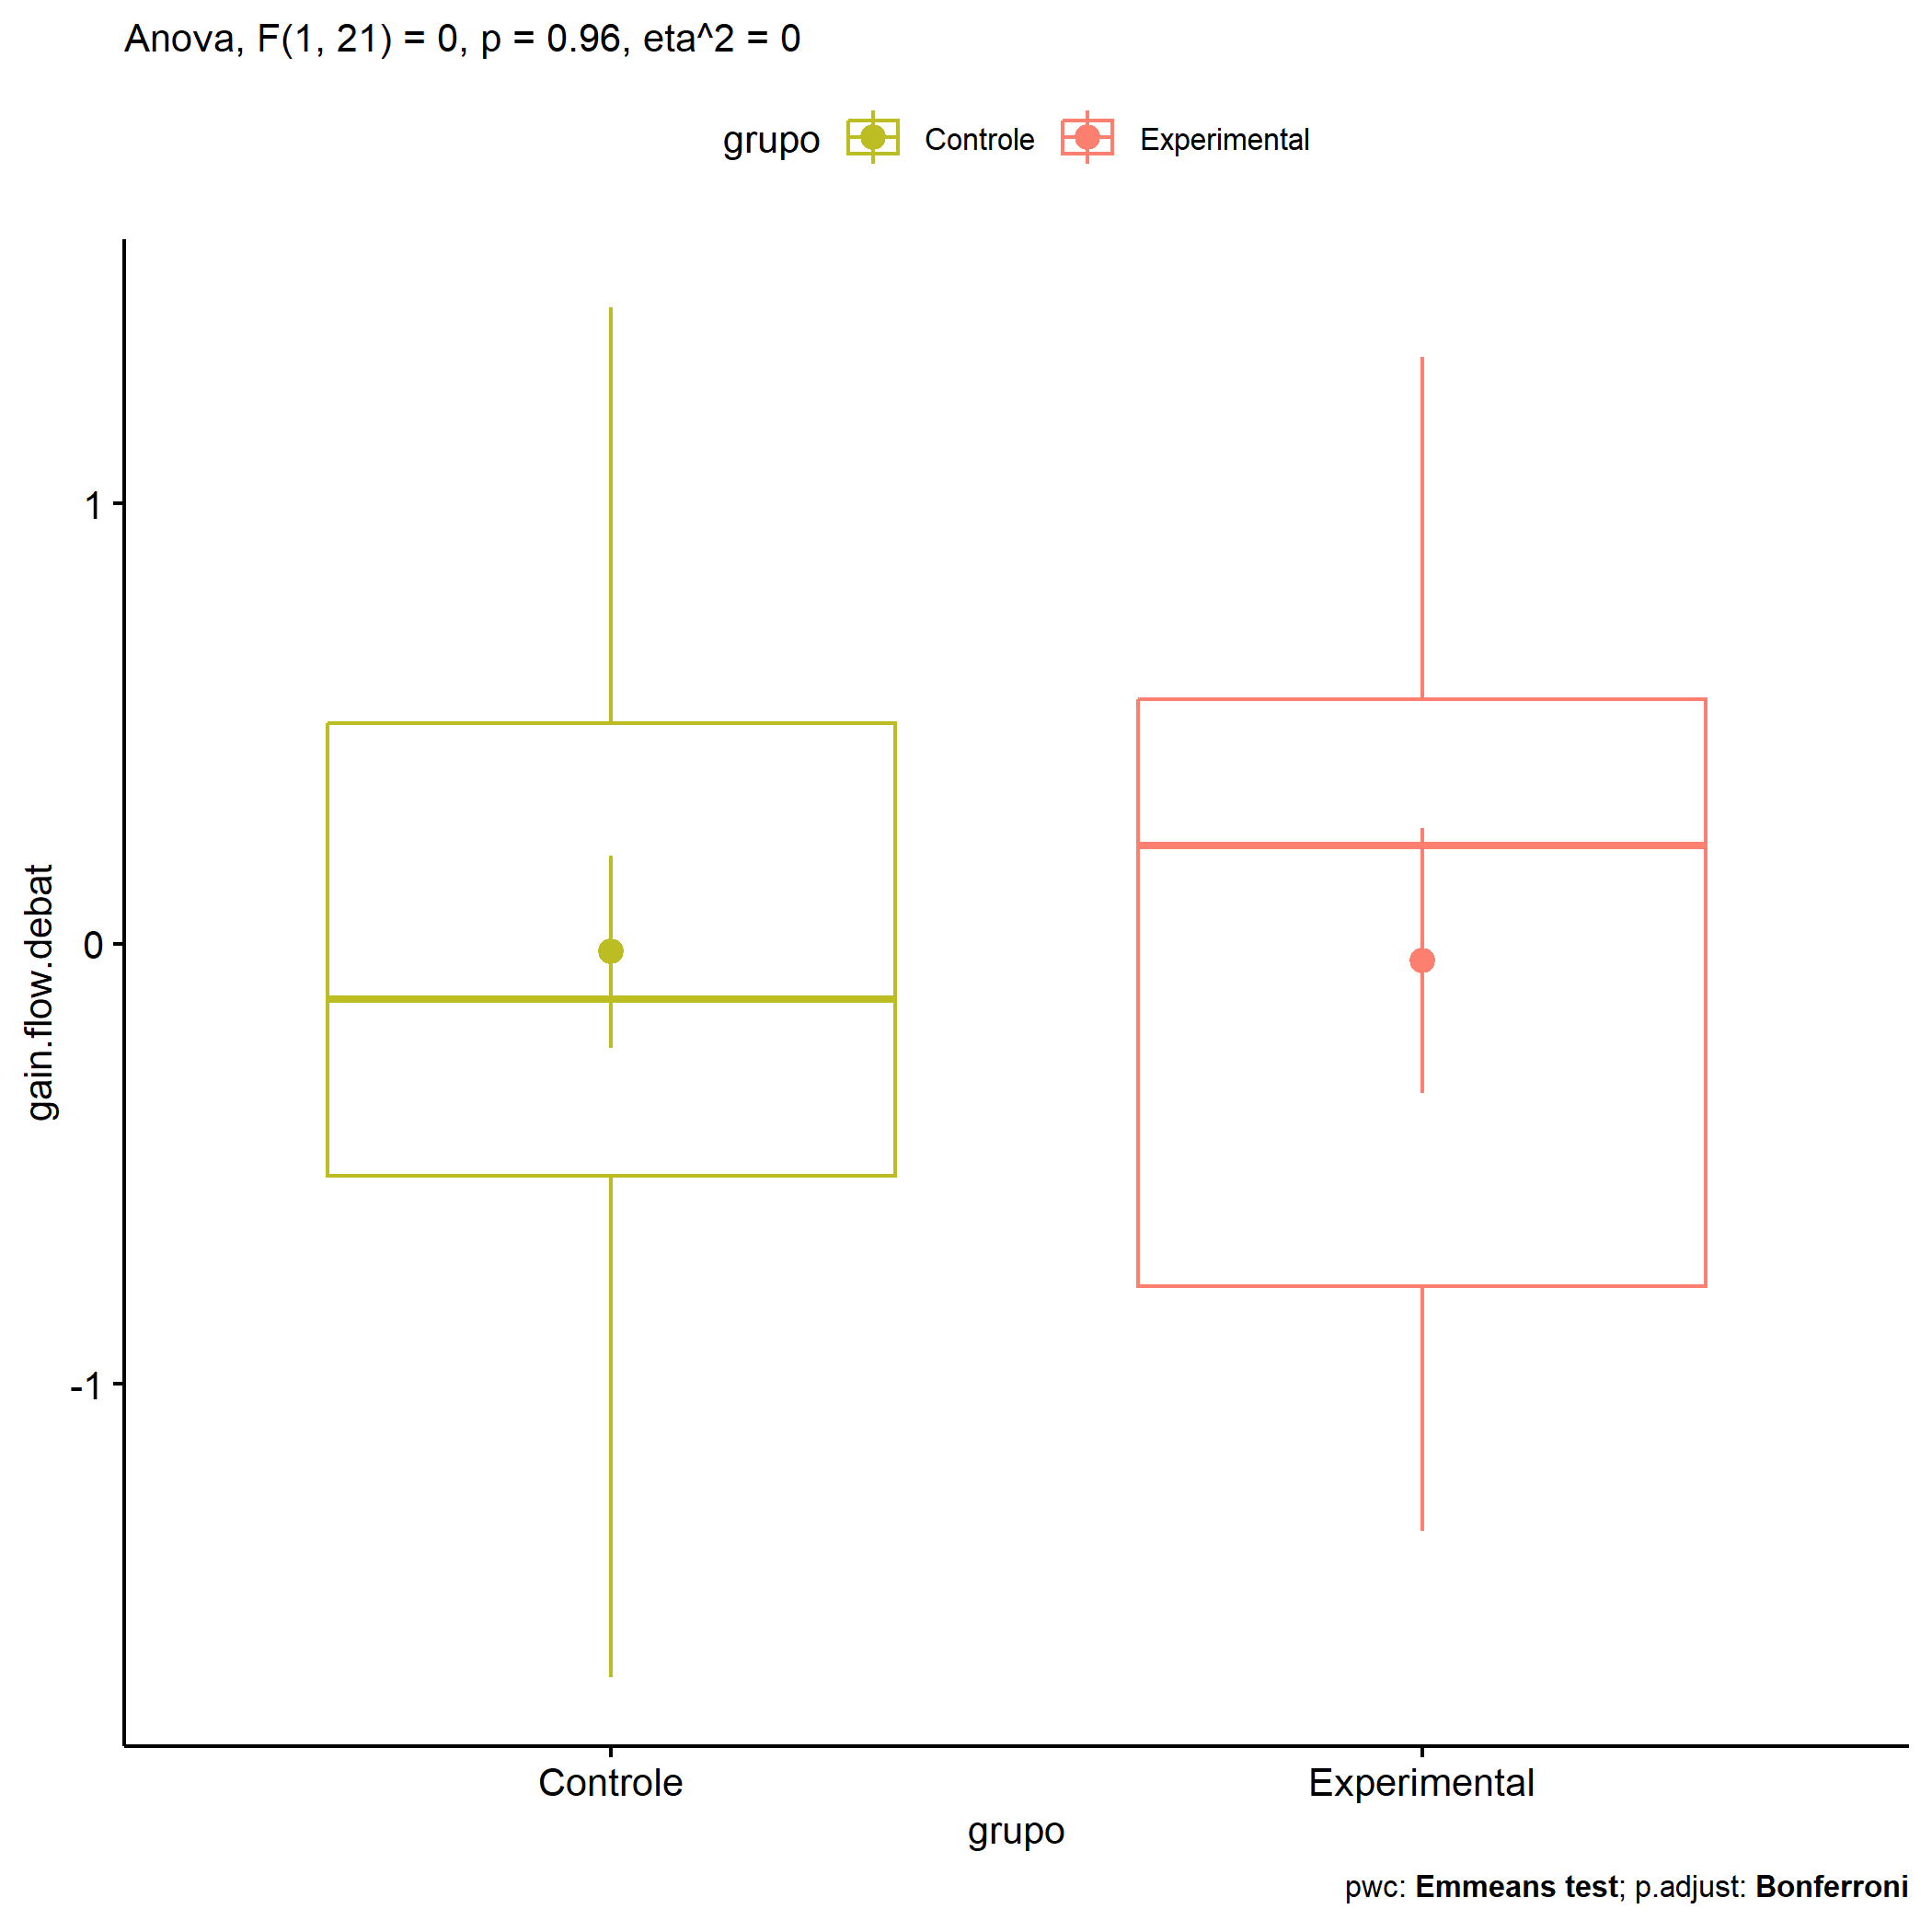 Anova, F(1, 21) = 0, p = 0.96, eta^2 = 0
grupo Controle Experimental
1
0
-1
gain.flow.debat
Controle Experimental
grupo
pwc: Emmeans test; p.adjust: Bonferroni